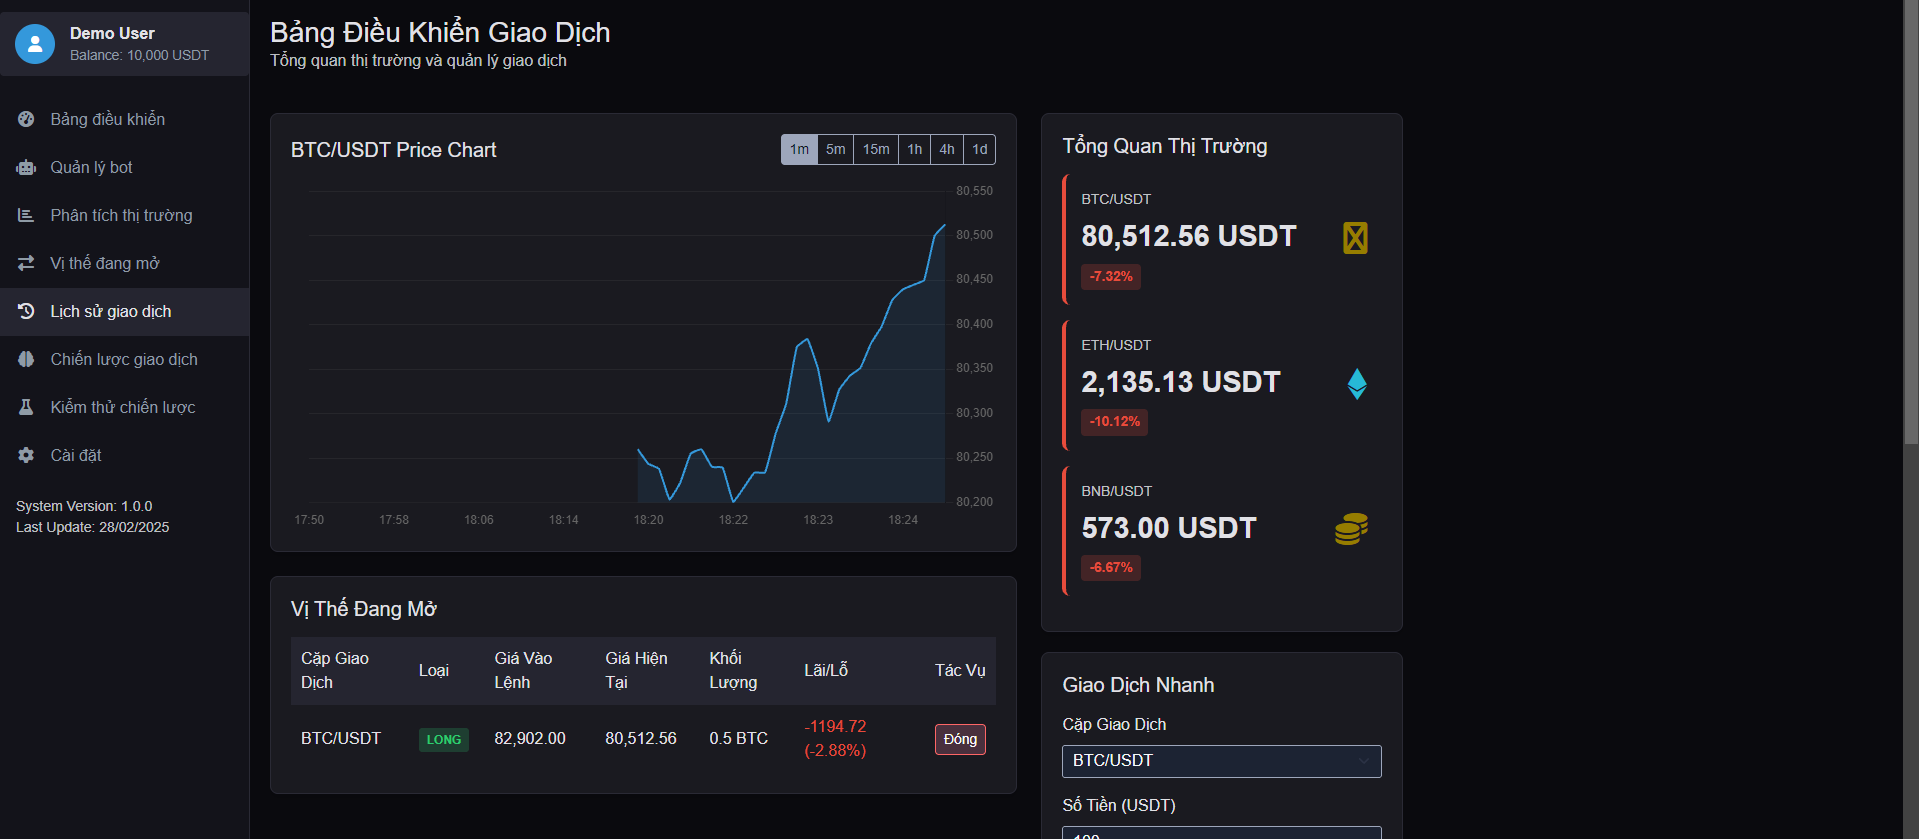 Demo User
Balance: 10,000 USDT
Bảng điều khiển
Quản lý bot
Phân tích thị trường
Vị thế đang mở
Lịch sử giao dịch
Chiến lược giao dịch
Kiểm thử chiến lược
Cài đặt
System Version: 1.0.0
Last Update: 28/02/2025
Bảng Điều Khiển Giao Dịch
Tổng quan thị trường và quản lý giao dịch
BTC/USDT Price Chart
1m 5m 15m 1h 4h 1d
80,550
80,500
80,450
80,400
80,350
80,300
80,250
80,200
17:50 17:58 18:06 18:14 18:20 18:22 18:23 18:24
Vị Thế Đang Mở
Cặp Giao Dịch Loại Giá Vào Lệnh Giá Hiện Tại Khối Lượng Lãi/Lỗ Tác Vụ
BTC/USDT LONG 82,902.00 80,512.56 0.5 BTC -1194.72 (-2.88%) Đóng
Tổng Quan Thị Trường
BTC/USDT
80,512.56 USDT
-7.32%
ETH/USDT
2,135.13 USDT
-10.12%
BNB/USDT
573.00 USDT
-6.67%
Giao Dịch Nhanh
Cặp Giao Dịch
BTC/USDT
Số Tiền (USDT)
100